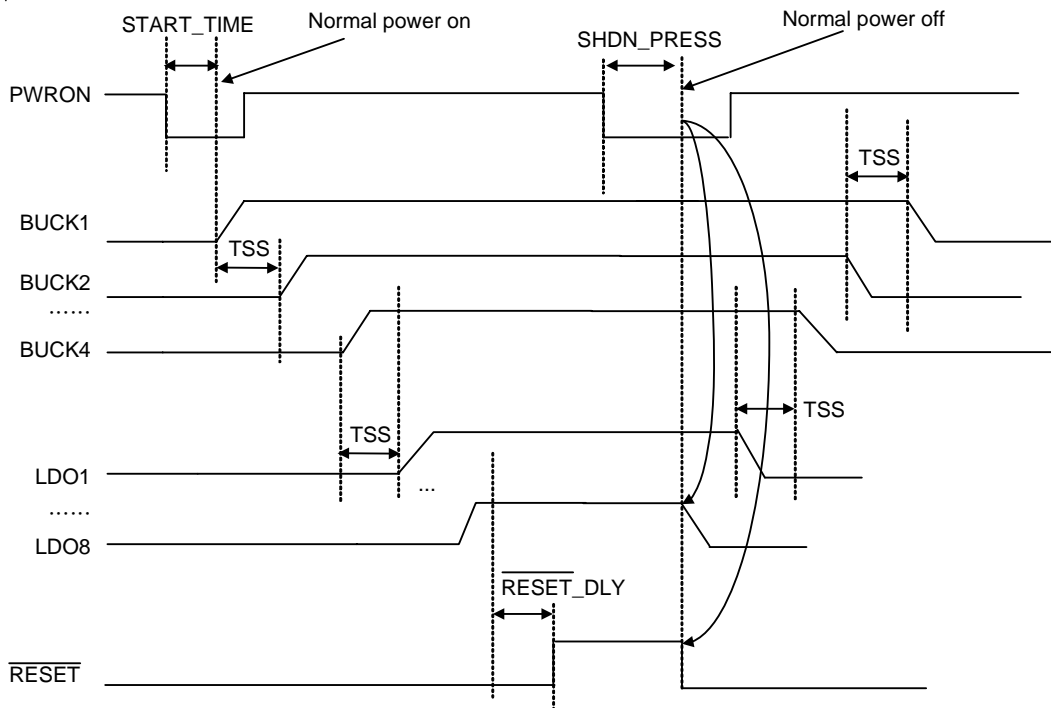 START_TIME
Normal power on
Normal power off
SHDN_PRESS
PWRON
TSS
BUCK1
TSS
BUCK2
......
BUCK4
TSS
TSS
LDO1
...
......
LDO8
RESET_DLY
RESET